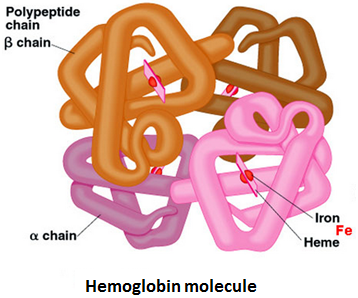 Polypeptide
chain
β chain
α chain
Iron
Fe
Heme
Hemoglobin molecule